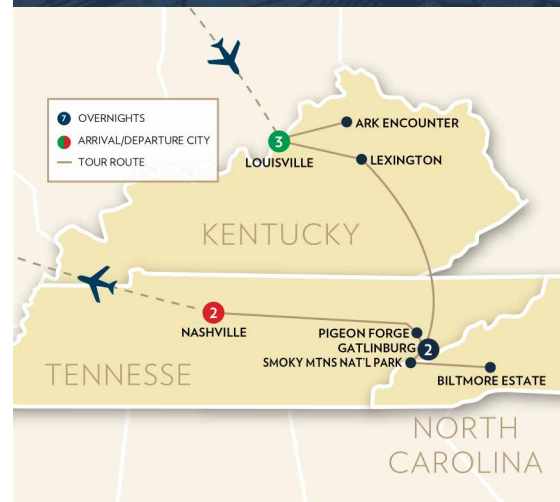 7 OVERNIGHTS
ARRIVAL/DEPARTURE CITY
TOUR ROUTE
ARK ENCOUNTER
3
LOUISVILLE
LEXINGTON
KENTUCKY
2
NASHVILLE
PIGEON FORGE
GATLINBURG 2
SMOKY MTNS NAT'L PARK
BILTMORE ESTATE
TENNESSEE
NORTH
CAROLINA